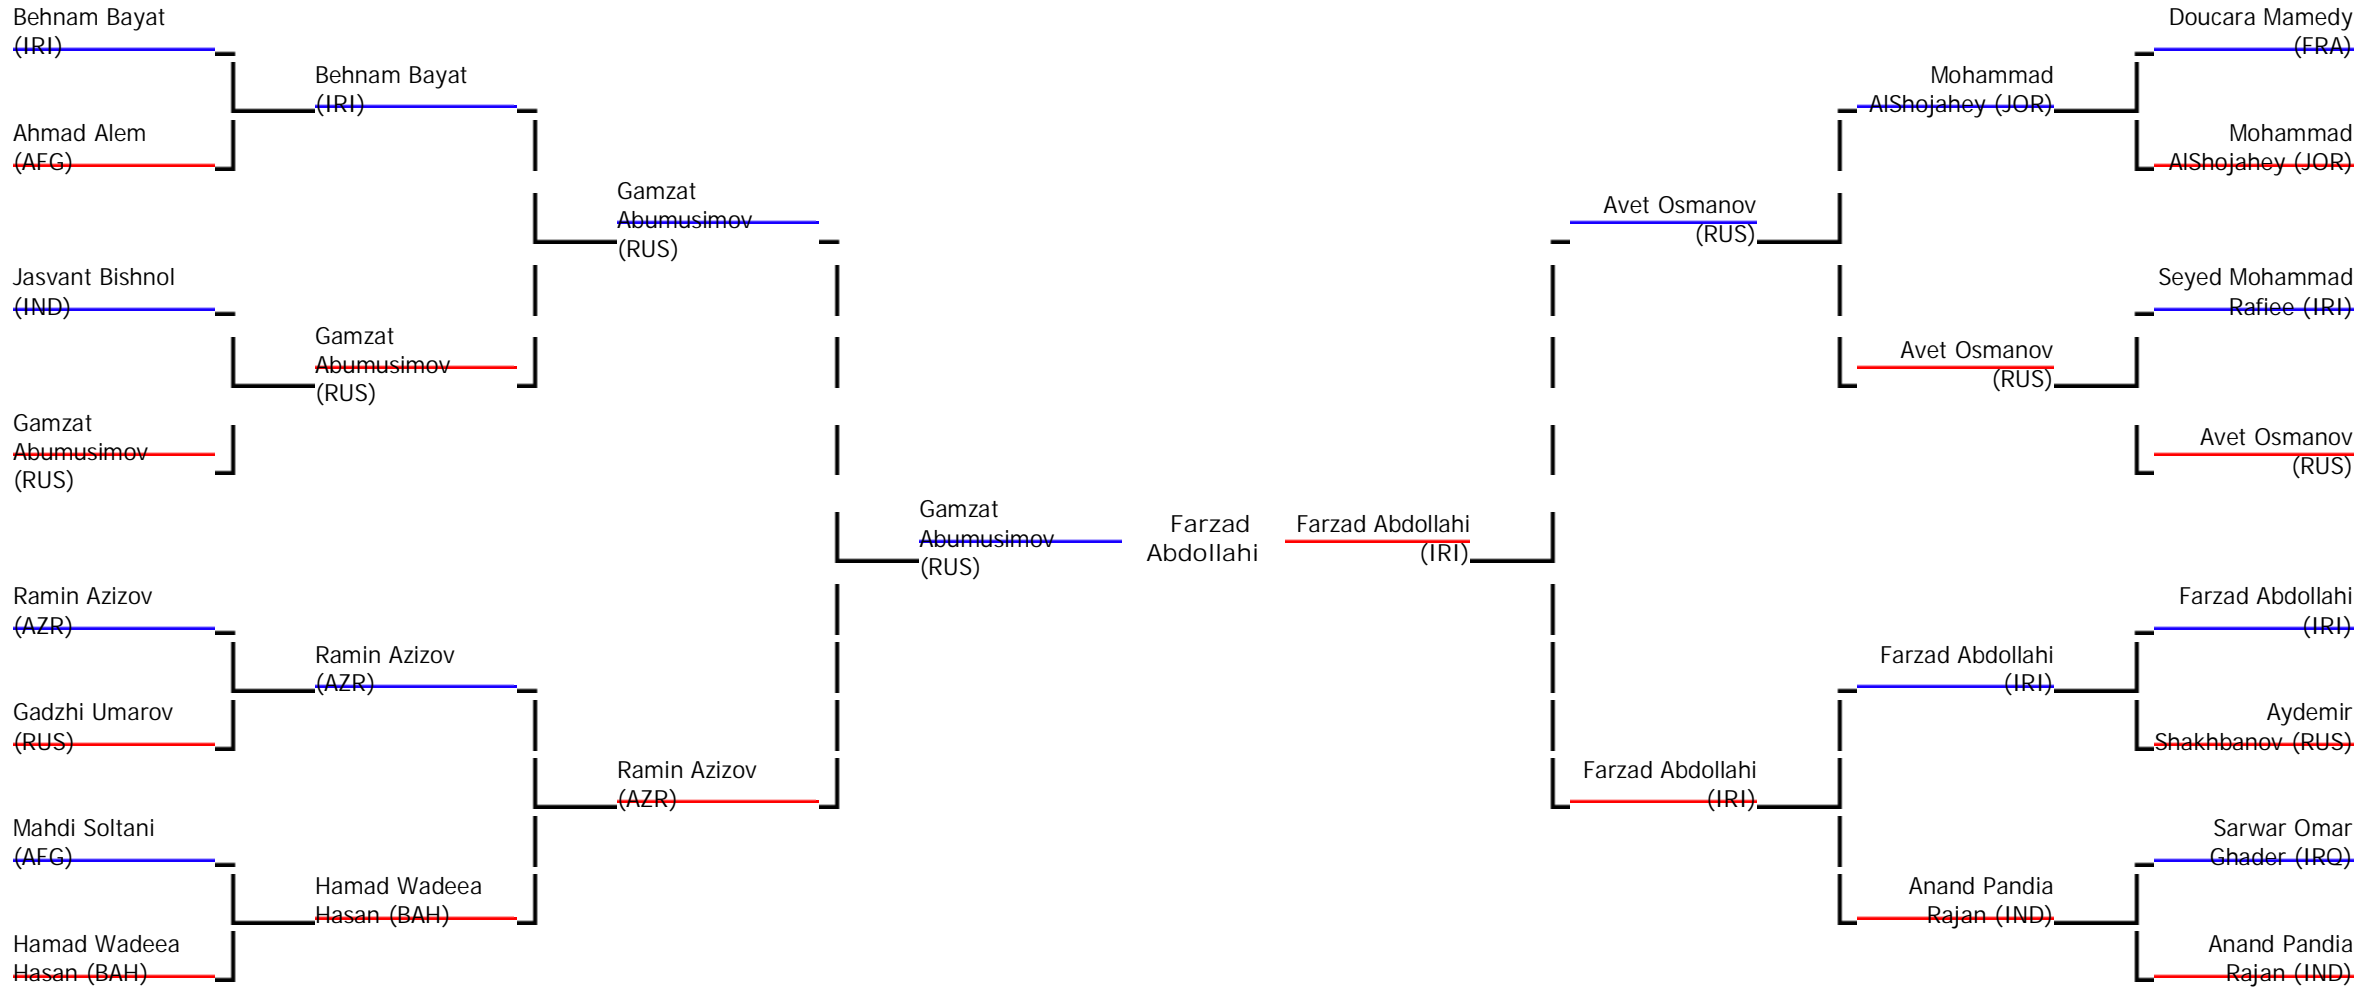 Behnam Bayat
(IRI)
Ahmad Alem
(AFG)
Jasvant Bishnol
(IND)
Gamzat
Abumusimov
(RUS)
Ramin Azizov
(AZR)
Gadzhi Umarov
(RUS)
Mahdi Soltani
(AFG)
Hamad Wadeea
Hasan (BAH)
Behnam Bayat
(IRI)
Gamzat
Abumusimov
(RUS)
Ramin Azizov
(AZR)
Hamad Wadeea
Hasan (BAH)
Gamzat
Abumusimov
(RUS)
Ramin Azizov
(AZR)
Gamzat
Abumusimov
(RUS)
Farzad
Abdollahi
Farzad Abdollahi
(IRI)
Avet Osmanov
(RUS)
Farzad Abdollahi
(IRI)
Mohammad
AlShojahey (JOR)
Avet Osmanov
(RUS)
Farzad Abdollahi
(IRI)
Anand Pandia
Rajan (IND)
Doucara Mamedy
(FRA)
Mohammad
AlShojahey (JOR)
Seyed Mohammad
Rafiee (IRI)
Avet Osmanov
(RUS)
Farzad Abdollahi
(IRI)
Aydemir
Shakhbanov (RUS)
Sarwar Omar
Ghader (IRQ)
Anand Pandia
Rajan (IND)